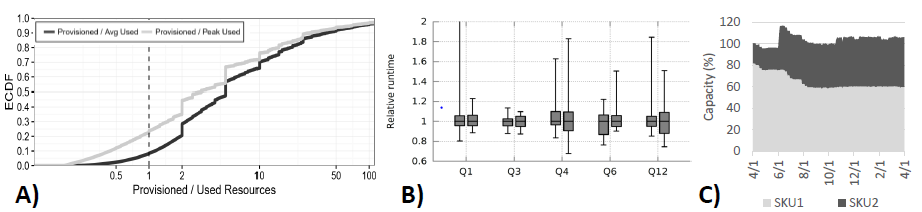 1.0
0.9
0.8
0.7
0.6
0.5
0.4
0.3
0.2
0.1
0.0
ECDF
Provisioned / Avg Used
Provisioned / Peak Used
0.5 1 2 10 50 100
Provisioned / Used Resources
A)
2
1.8
1.6
1.4
1.2
1
0.8
0.6
Relative runtime
Q1 Q3 Q4 Q6 Q12
B)
120
100
80
60
40
20
0
Capacity (%)
4/1 6/1 8/1 10/1 12/1 2/1 4/1
SKU1 SKU2
C)